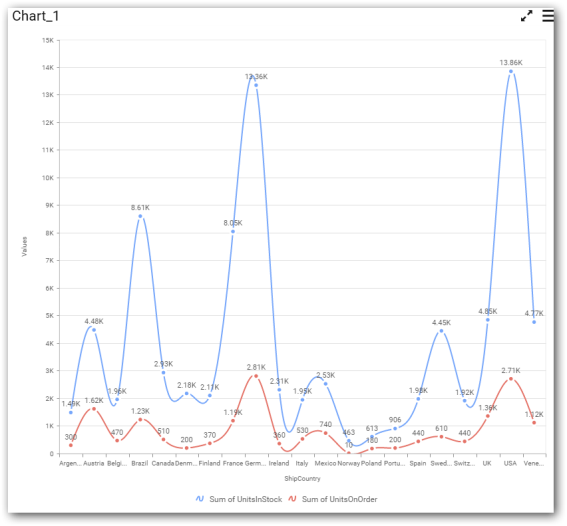 Chart_1
15K
14K
13K
12K
11K
10K
9K
8K
7K
6K
5K
4K
3K
2K
1K
0
Values
1.49K 4.48K 1.96K 8.61K 2.93K 2.18K 2.11K 8.05K 13.36K 2.31K 1.95K 2.53K 463 613 906 1.98K 4.45K 1.92K 4.85K 13.86K 4.77K
300 1.62K 470 1.23K 510 200 370 1.19K 2.81K 360 530 740 10 180 200 440 610 440 1.36K 2.71K 1.12K
Argen... Austria Belgi... Brazil Canada Denm... Finland France Germ... Ireland Italy Mexico Norway Poland Portu... Spain Swed... Switz... UK USA Vene...
ShipCountry
Sum of UnitsInStock Sum of UnitsOnOrder